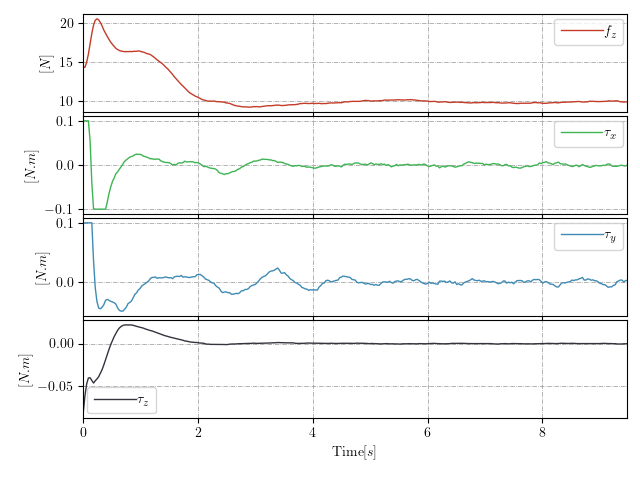 20
15
10
[N]
f_z
0.1
0.0
−0.1
[N.m]
τ_x
0.1
0.0
[N.m]
τ_y
0.00
−0.05
[N.m]
τ_z
0 2 4 6 8
Time[s]